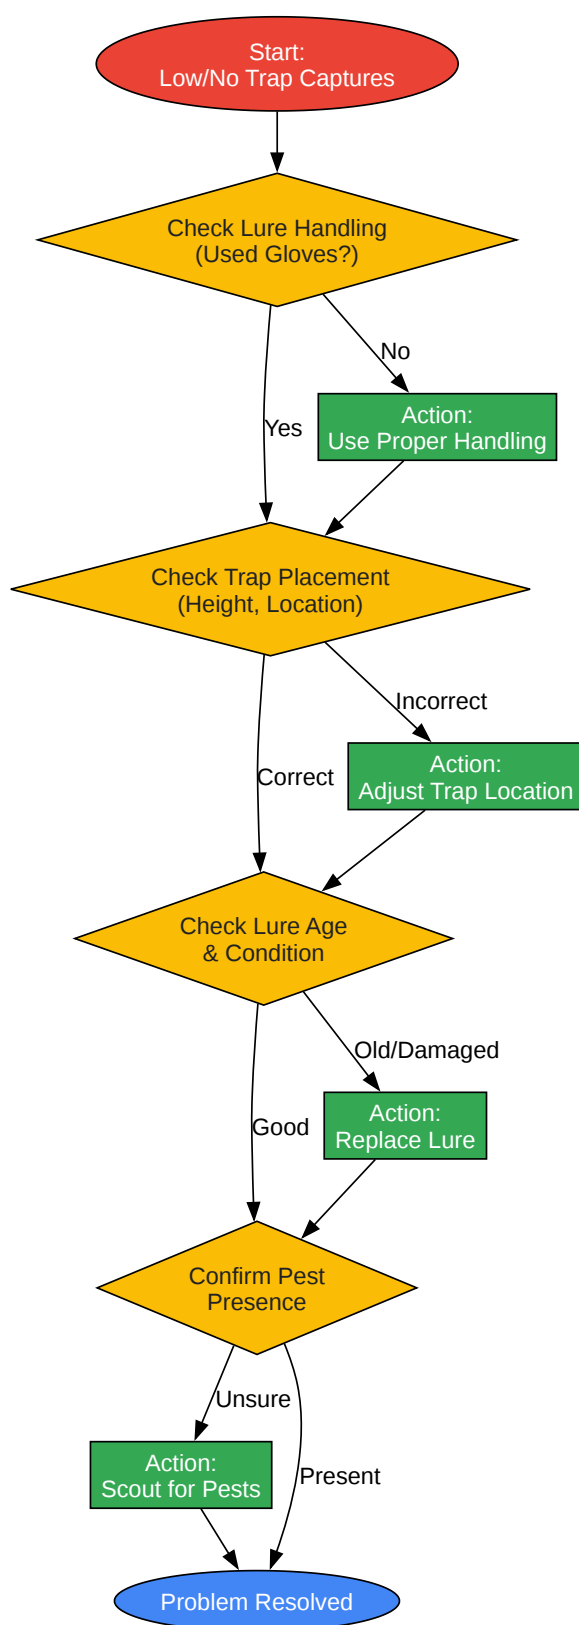 Start:
Low/No Trap Captures
Check Lure Handling
(Used Gloves?)
No
Action:
Use Proper Handling
Yes
Check Trap Placement
(Height, Location)
Incorrect
Action:
Adjust Trap Location
Correct
Check Lure Age
& Condition
Old/Damaged
Action:
Replace Lure
Good
Confirm Pest
Presence
Unsure
Action:
Scout for Pests
Present
Problem Resolved